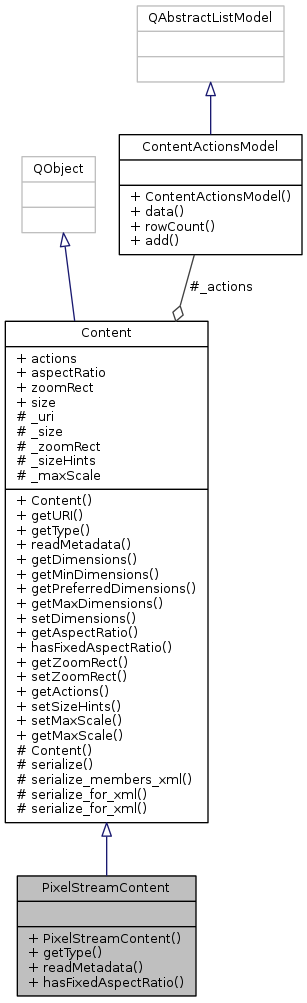 QAbstractListModel
ContentActionsModel
+ ContentActionsModel()
+ data()
+ rowCount()
+ add()
QObject
#_actions
Content
+ actions
+ aspectRatio
+ zoomRect
+ size
# _uri
# _size
# _zoomRect
# _sizeHints
# _maxScale
+ Content()
+ getURI()
+ getType()
+ readMetadata()
+ getDimensions()
+ getMinDimensions()
+ getPreferredDimensions()
+ getMaxDimensions()
+ setDimensions()
+ getAspectRatio()
+ hasFixedAspectRatio()
+ getZoomRect()
+ setZoomRect()
+ getActions()
+ setSizeHints()
+ setMaxScale()
+ getMaxScale()
# Content()
# serialize()
# serialize_members_xml()
# serialize_for_xml()
# serialize_for_xml()
PixelStreamContent
+ PixelStreamContent()
+ getType()
+ readMetadata()
+ hasFixedAspectRatio()